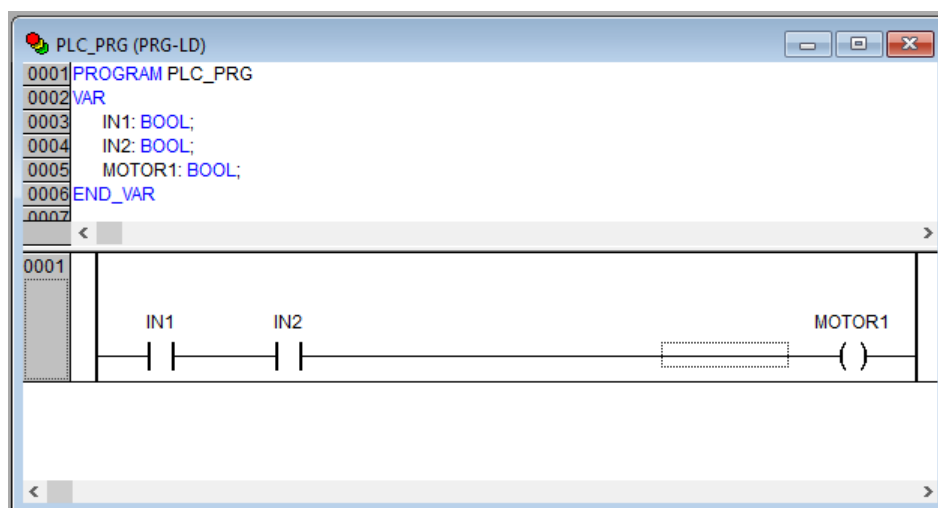 PLC_PRG (PRG-LD)
0001 PROGRAM PLC_PRG
0002 VAR
0003 IN1: BOOL;
0004 IN2: BOOL;
0005 MOTOR1: BOOL;
0006 END_VAR
0007
0001
IN1 IN2 MOTOR1